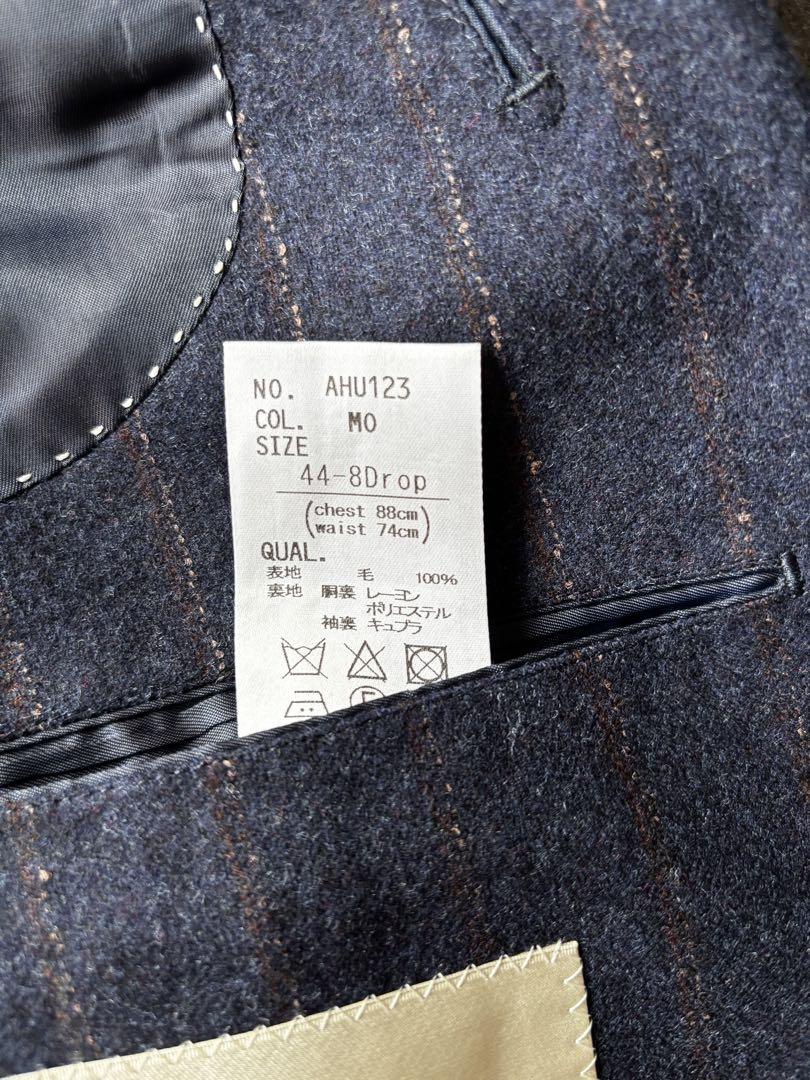 NO. AHU123
COL. MO
SIZE
44-8Drop
(chest 88cm
waist 74cm)
QUAL.
表地 毛 100%
裏地 胴裏 レーヨン
ポリエステル
袖裏 キュプラ